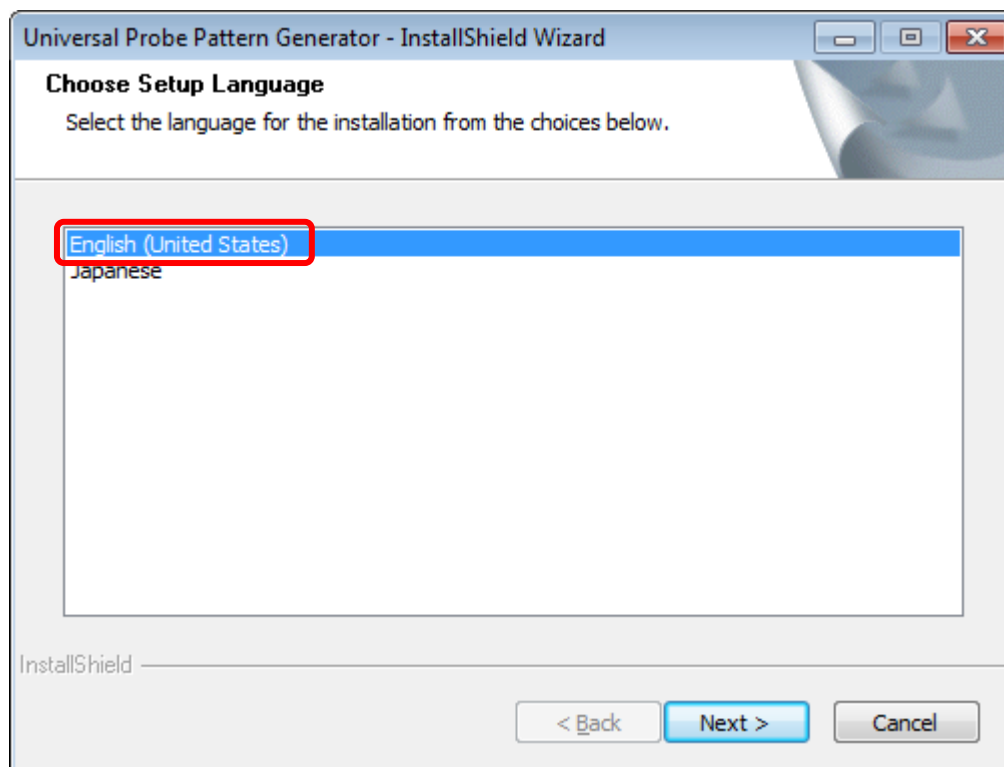 Universal Probe Pattern Generator - InstallShield Wizard
Choose Setup Language
Select the language for the installation from the choices below.
English (United States)
Japanese
InstallShield
< Back
Next >
Cancel